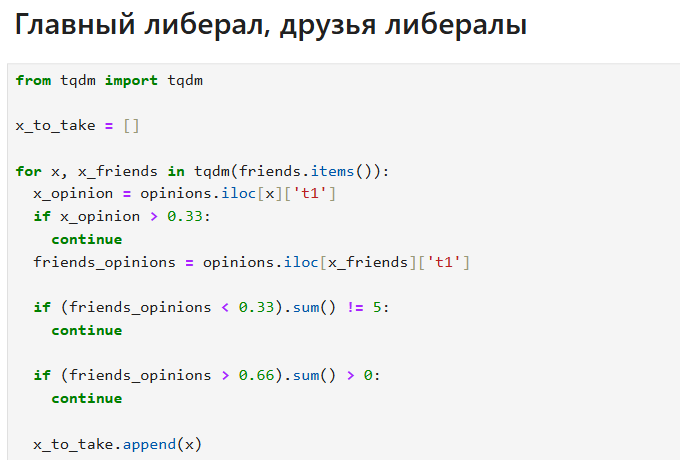 Главный либерал, друзья либералы
from tqdm import tqdm
x_to_take = []
for x, x_friends in tqdm(friends.items()):
  x_opinion = opinions.iloc[x]['t1']
  if x_opinion > 0.33:
    continue
  friends_opinions = opinions.iloc[x_friends]['t1']
  if (friends_opinions < 0.33).sum() != 5:
    continue
  if (friends_opinions > 0.66).sum() > 0:
    continue
  x_to_take.append(x)